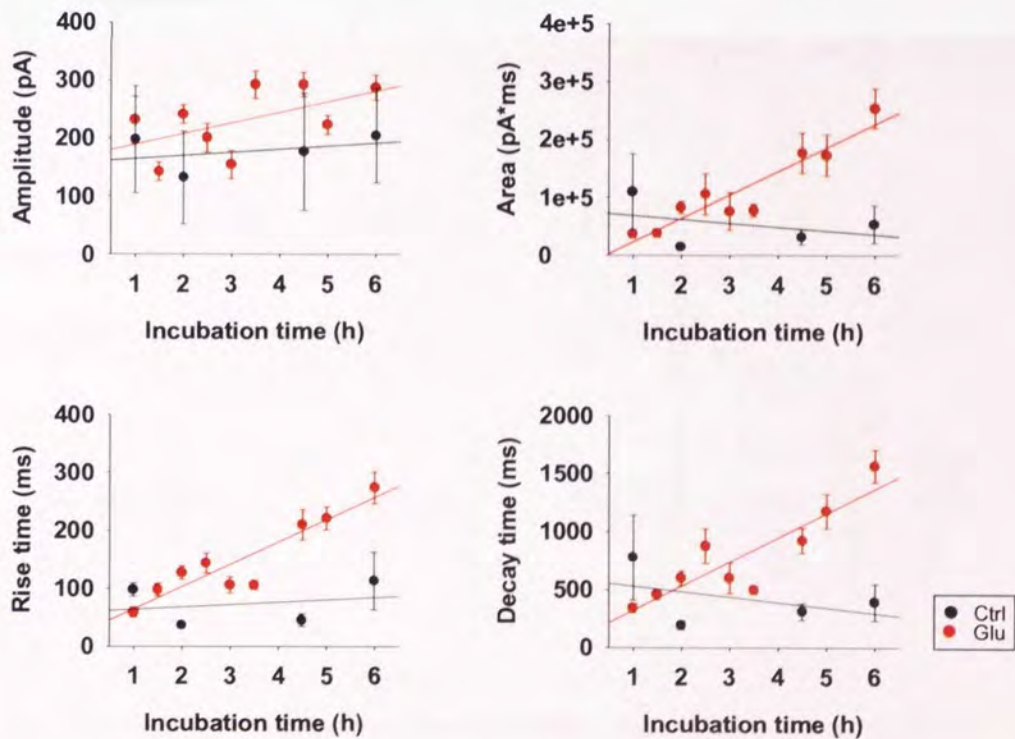 Amplitude (pA)
400
300
200
100
0
1 2 3 4 5 6
Incubation time (h)
Area (pA*ms)
4e+5
3e+5
2e+5
1e+5
0
1 2 3 4 5 6
Incubation time (h)
Rise time (ms)
400
300
200
100
0
1 2 3 4 5 6
Incubation time (h)
Decay time (ms)
2000
1500
1000
500
0
1 2 3 4 5 6
Incubation time (h)
Ctrl
Glu